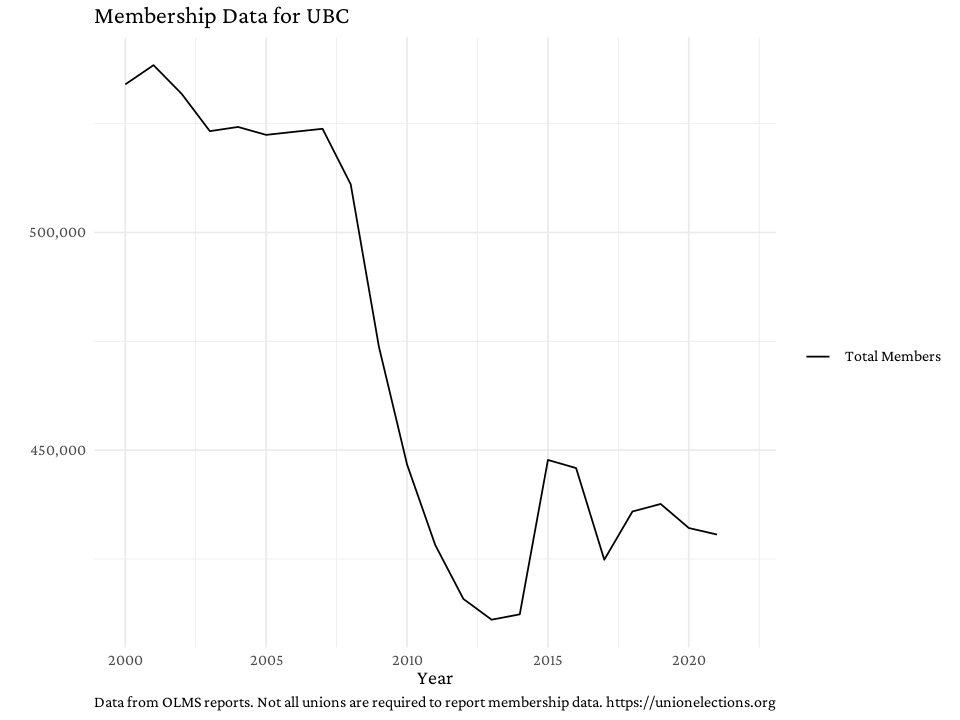 Membership Data for UBC
500,000
450,000
Total Members
2000 2005 2010 2015 2020
Year
Data from OLMS reports. Not all unions are required to report membership data. https://unionelections.org